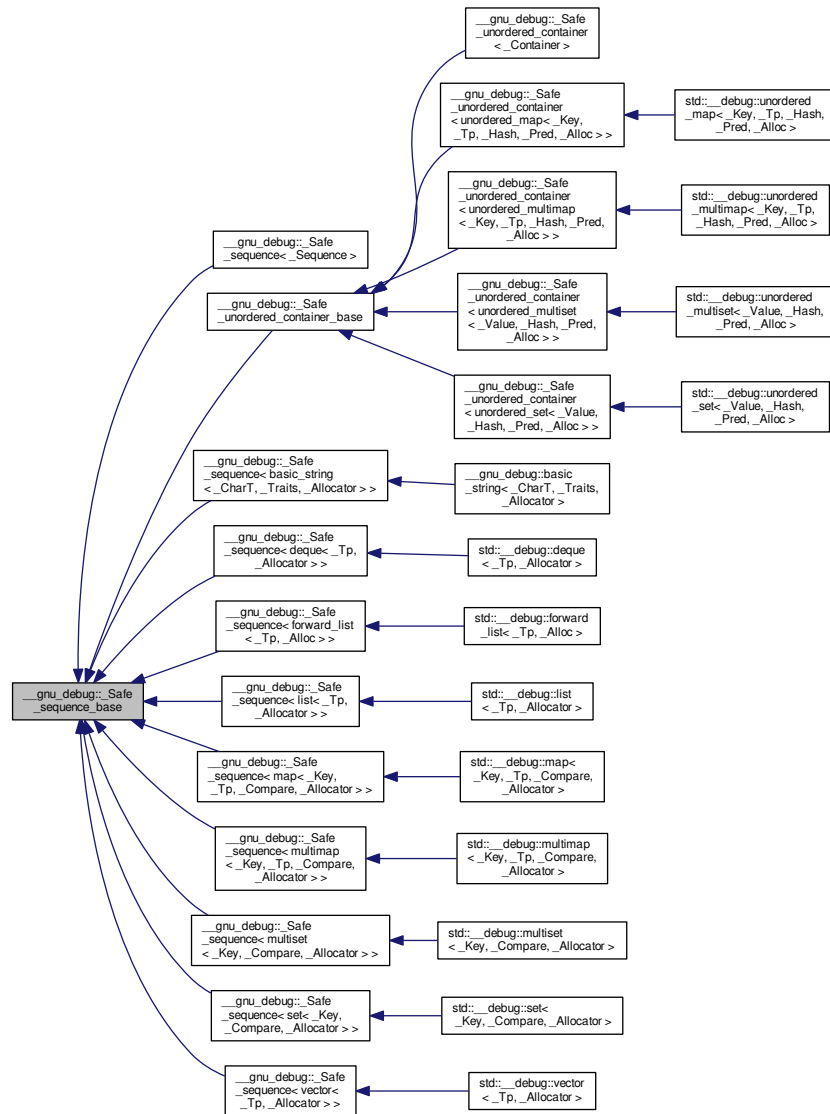 __gnu_debug::_Safe
_unordered_container
< _Container >
__gnu_debug::_Safe
_unordered_container
< unordered_map< _Key,
_Tp, _Hash, _Pred, _Alloc > >
std::__debug::unordered
_map< _Key, _Tp, _Hash,
_Pred, _Alloc >
__gnu_debug::_Safe
_unordered_container
< unordered_multimap
< _Key, _Tp, _Hash, _Pred,
_Alloc > >
std::__debug::unordered
_multimap< _Key, _Tp,
_Hash, _Pred, _Alloc >
__gnu_debug::_Safe
_sequence< _Sequence >
__gnu_debug::_Safe
_unordered_container_base
__gnu_debug::_Safe
_unordered_container
< unordered_multiset
< _Value, _Hash, _Pred,
_Alloc > >
std::__debug::unordered
_multiset< _Value, _Hash,
_Pred, _Alloc >
__gnu_debug::_Safe
_unordered_container
< unordered_set< _Value,
_Hash, _Pred, _Alloc > >
std::__debug::unordered
_set< _Value, _Hash,
_Pred, _Alloc >
__gnu_debug::_Safe
_sequence< basic_string
< _CharT, _Traits, _Allocator > >
__gnu_debug::basic
_string< _CharT, _Traits,
_Allocator >
__gnu_debug::_Safe
_sequence< deque< _Tp,
_Allocator > >
std::__debug::deque
< _Tp, _Allocator >
__gnu_debug::_Safe
_sequence< forward_list
< _Tp, _Alloc > >
std::__debug::forward
_list< _Tp, _Alloc >
__gnu_debug::_Safe
_sequence_base
__gnu_debug::_Safe
_sequence< list< _Tp,
_Allocator > >
std::__debug::list
< _Tp, _Allocator >
__gnu_debug::_Safe
_sequence< map< _Key,
_Tp, _Compare, _Allocator > >
std::__debug::map<
_Key, _Tp, _Compare,
_Allocator >
__gnu_debug::_Safe
_sequence< multimap
< _Key, _Tp, _Compare,
_Allocator > >
std::__debug::multimap
< _Key, _Tp, _Compare,
_Allocator >
__gnu_debug::_Safe
_sequence< multiset
< _Key, _Compare, _Allocator > >
std::__debug::multiset
< _Key, _Compare, _Allocator >
__gnu_debug::_Safe
_sequence< set< _Key,
_Compare, _Allocator > >
std::__debug::set<
_Key, _Compare, _Allocator >
__gnu_debug::_Safe
_sequence< vector<
_Tp, _Allocator > >
std::__debug::vector
< _Tp, _Allocator >